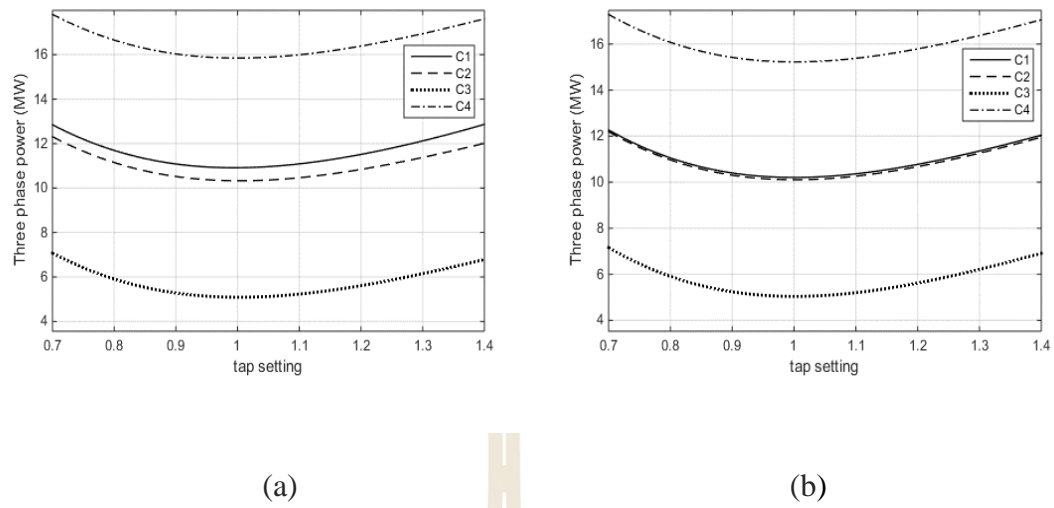 16
14
12
10
8
6
4
Three phase power (MW)
0.7 0.8 0.9 1 1.1 1.2 1.3 1.4
tap setting
C1
C2
C3
C4
(a)
16
14
12
10
8
6
4
Three phase power (MW)
0.7 0.8 0.9 1 1.1 1.2 1.3 1.4
tap setting
C1
C2
C3
C4
(b)